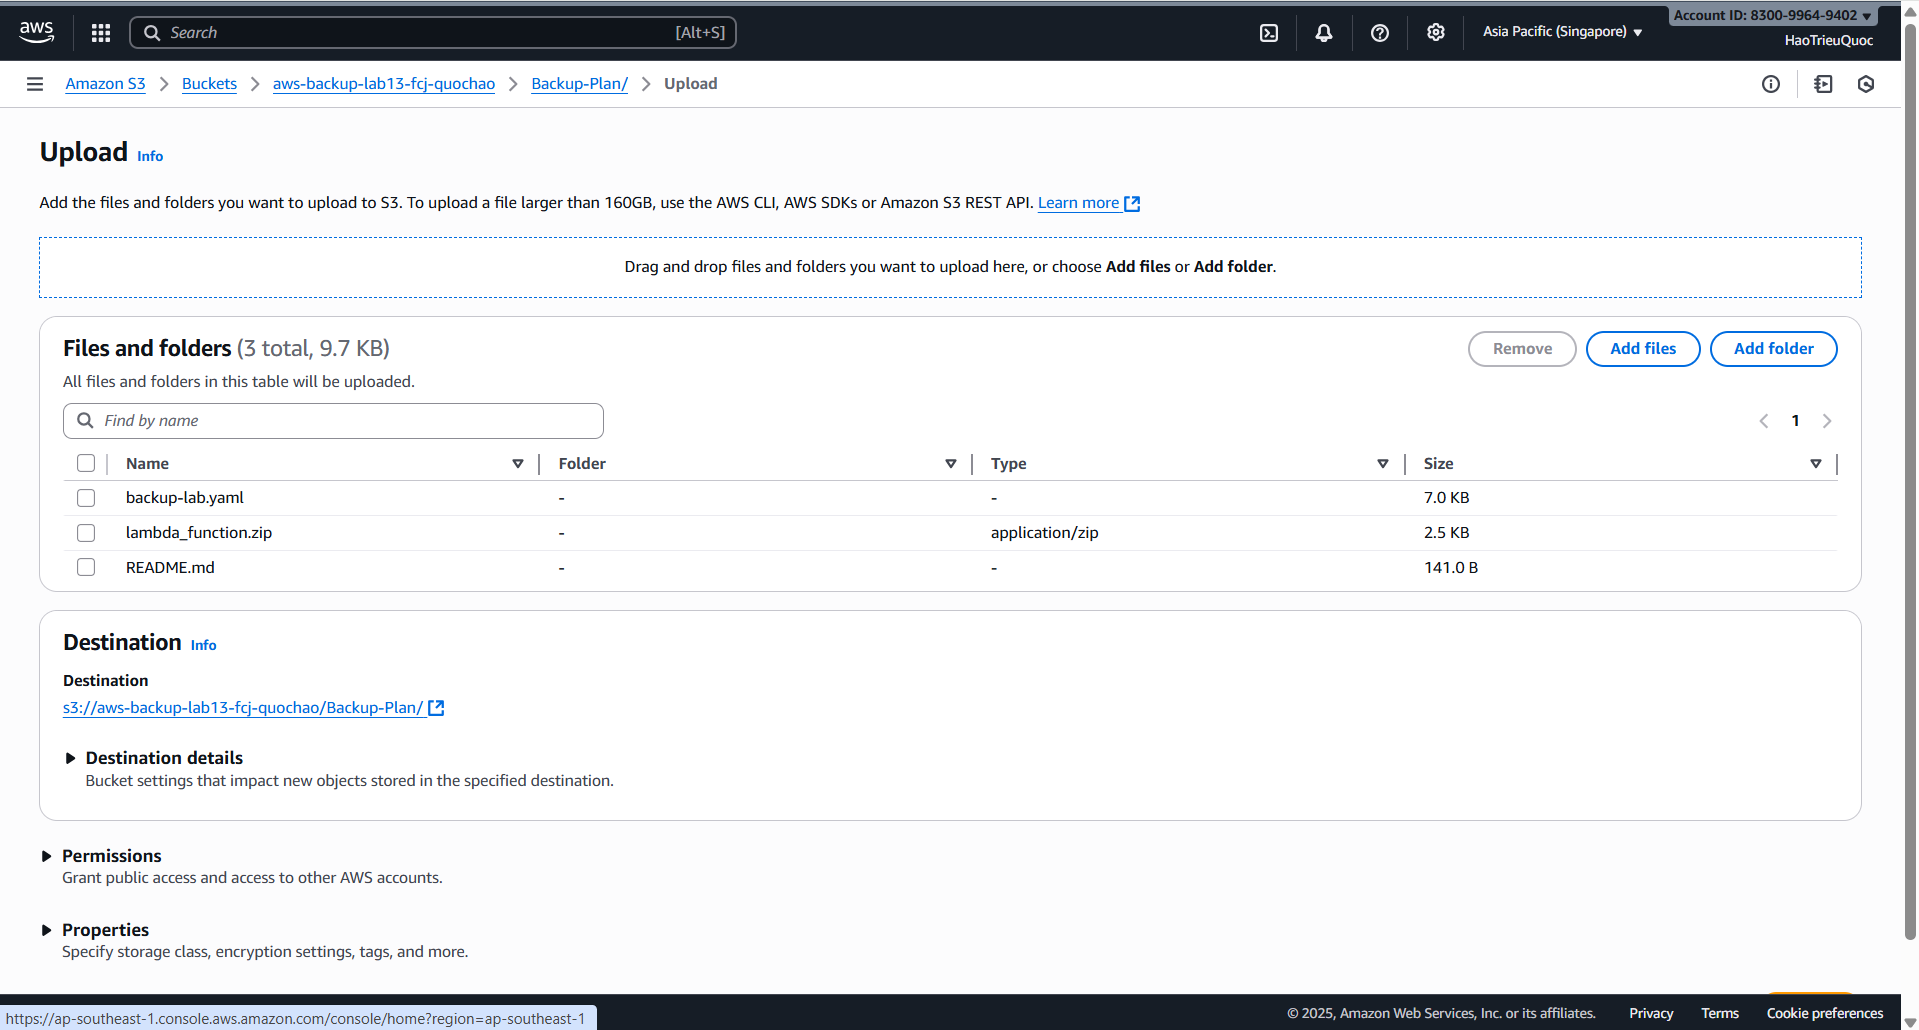 aws
Search [Alt+S]
Asia Pacific (Singapore)
Account ID: 8300-9964-9402
HaoTrieuQuoc
Amazon S3 Buckets aws-backup-lab13-fcj-quochao Backup-Plan/ Upload
Upload Info
Add the files and folders you want to upload to S3. To upload a file larger than 160GB, use the AWS CLI, AWS SDKs or Amazon S3 REST API. Learn more
Drag and drop files and folders you want to upload here, or choose Add files or Add folder.
Files and folders (3 total, 9.7 KB)
Remove Add files Add folder
All files and folders in this table will be uploaded.
Find by name
1
Name Folder Type Size
backup-lab.yaml - - 7.0 KB
lambda_function.zip - application/zip 2.5 KB
README.md - - 141.0 B
Destination Info
Destination
s3://aws-backup-lab13-fcj-quochao/Backup-Plan/
Destination details
Bucket settings that impact new objects stored in the specified destination.
Permissions
Grant public access and access to other AWS accounts.
Properties
Specify storage class, encryption settings, tags, and more.
© 2025, Amazon Web Services, Inc. or its affiliates. Privacy Terms Cookie preferences
https://ap-southeast-1.console.aws.amazon.com/console/home?region=ap-southeast-1